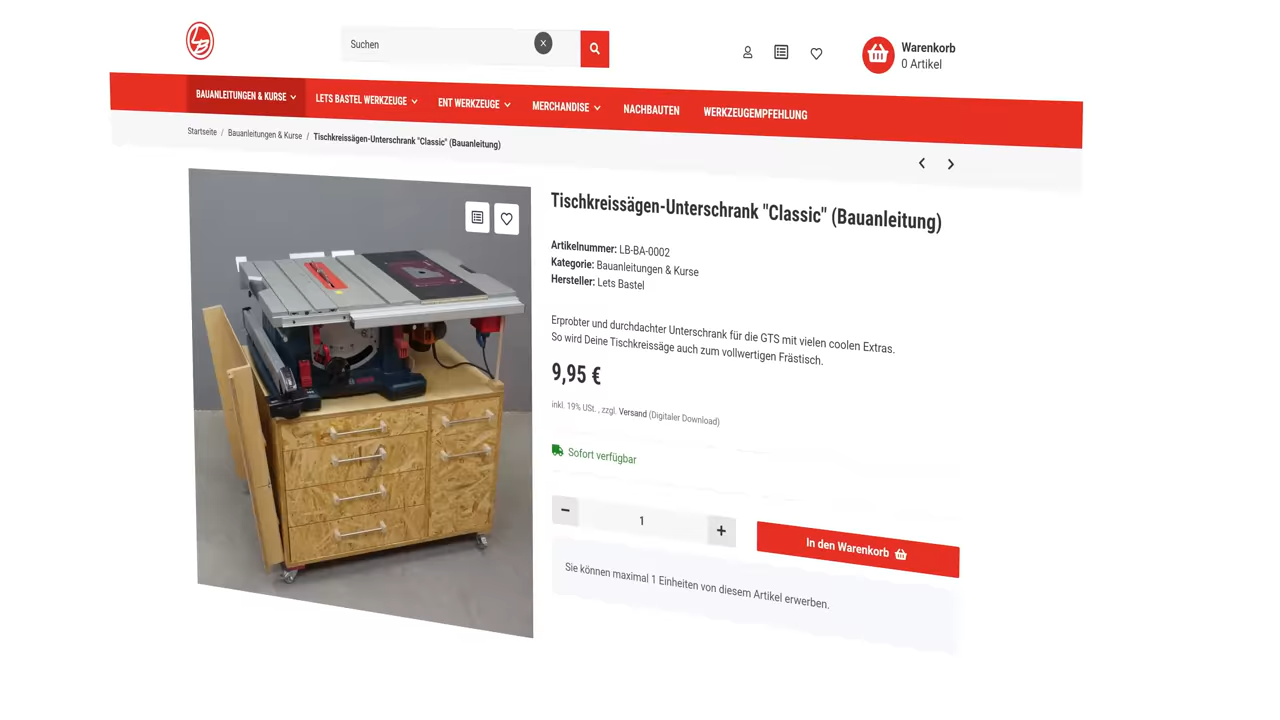 LB
Suchen
X
Warenkorb
0 Artikel
BAUANLEITUNGEN & KURSE
LETS BASTEL WERKZEUGE
ENT WERKZEUGE
MERCHANDISE
NACHBAUTEN
WERKZEUGEMPFEHLUNG
Startseite / Bauanleitungen & Kurse / Tischkreissägen-Unterschrank "Classic" (Bauanleitung)
Tischkreissägen-Unterschrank "Classic" (Bauanleitung)
Artikelnummer: LB-BA-0002
Kategorie: Bauanleitungen & Kurse
Hersteller: Lets Bastel
Erprobter und durchdachter Unterschrank für die GTS mit vielen coolen Extras.
So wird Deine Tischkreissäge auch zum vollwertigen Frästisch.
9,95 €
inkl. 19% USt. , zzgl. Versand (Digitaler Download)
Sofort verfügbar
− 1 +
In den Warenkorb
Sie können maximal 1 Einheiten von diesem Artikel erwerben.